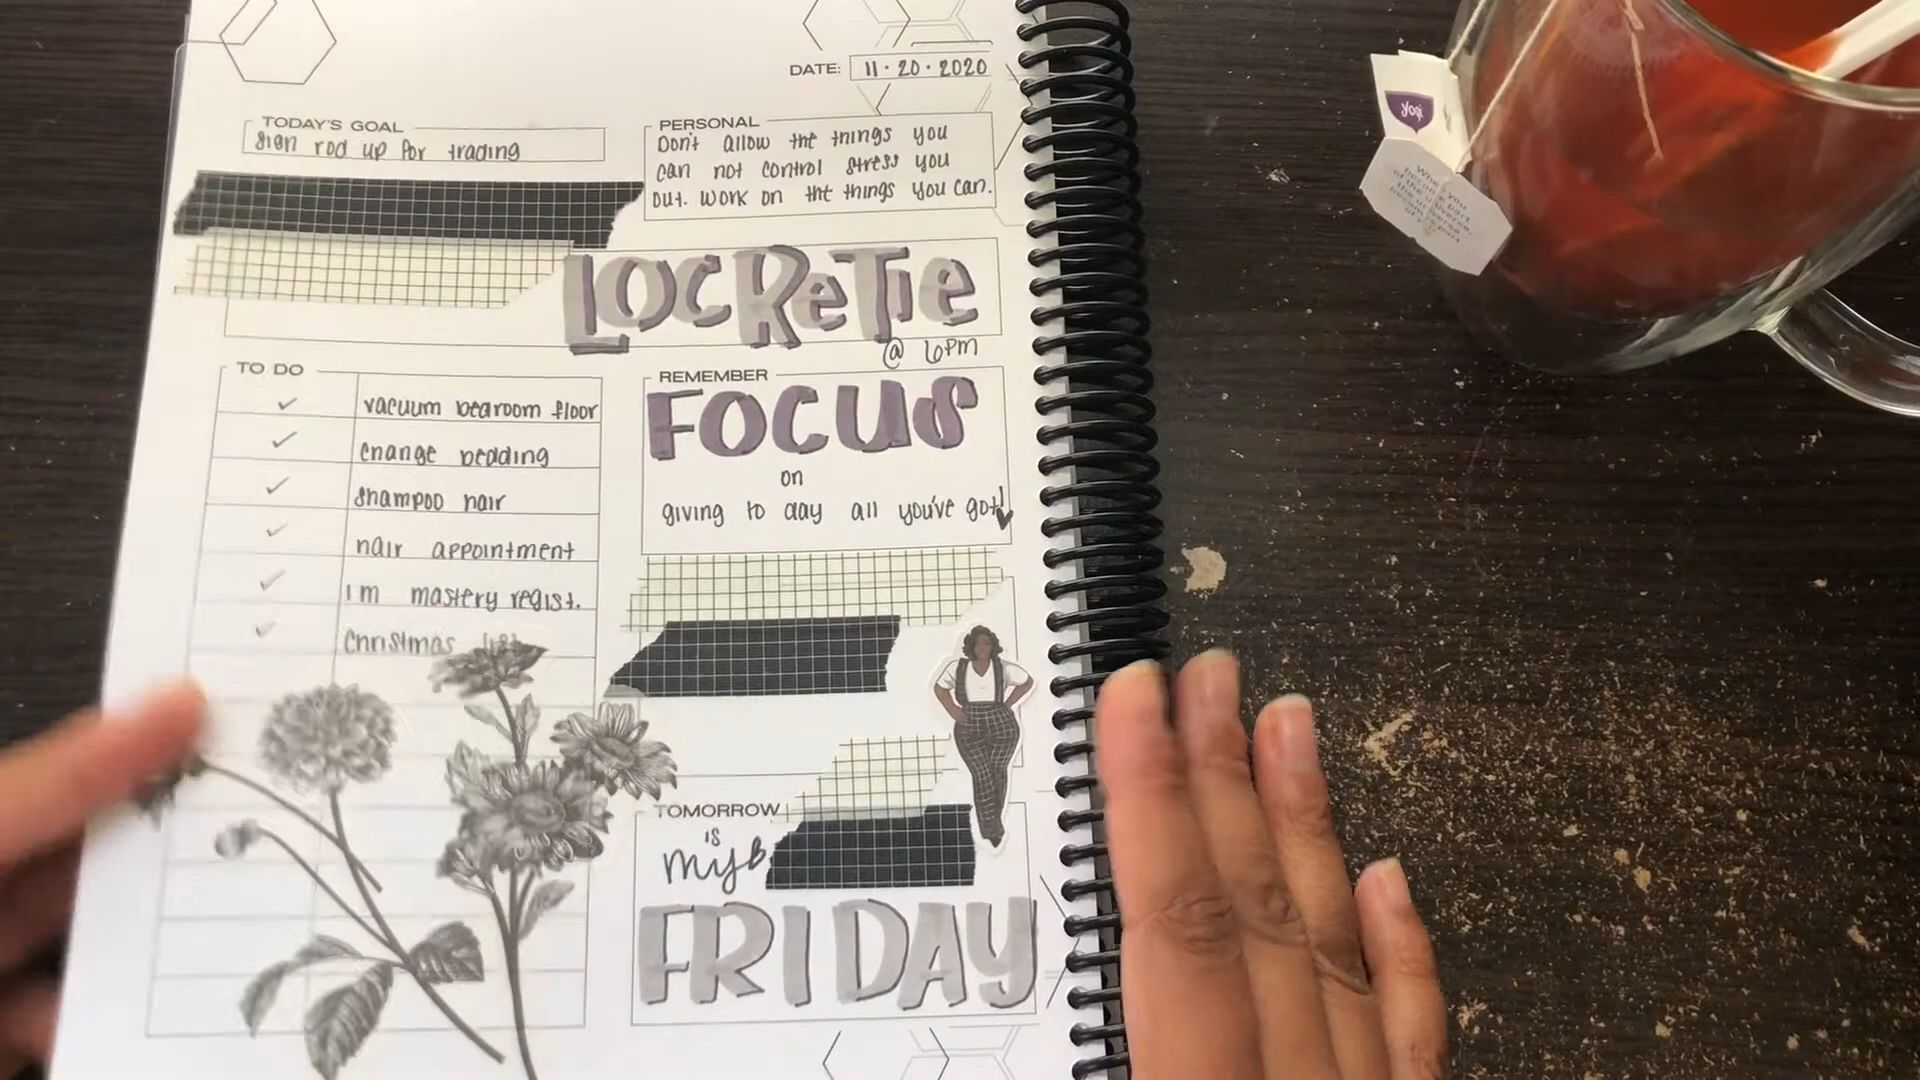 DATE: 11·20·2020
TODAY'S GOAL
sign rod up for trading
PERSONAL
Don't allow the things you
can not control stress you
out. Work on the things you can.
LOCRETIE
@ 6PM
TO DO
vacuum bedroom floor
change bedding
shampoo hair
hair appointment
1m mastery regist.
Christmas list
REMEMBER
FOCUS
on
giving to day all you've got!
TOMORROW
is
my B
FRIDAY
yogi